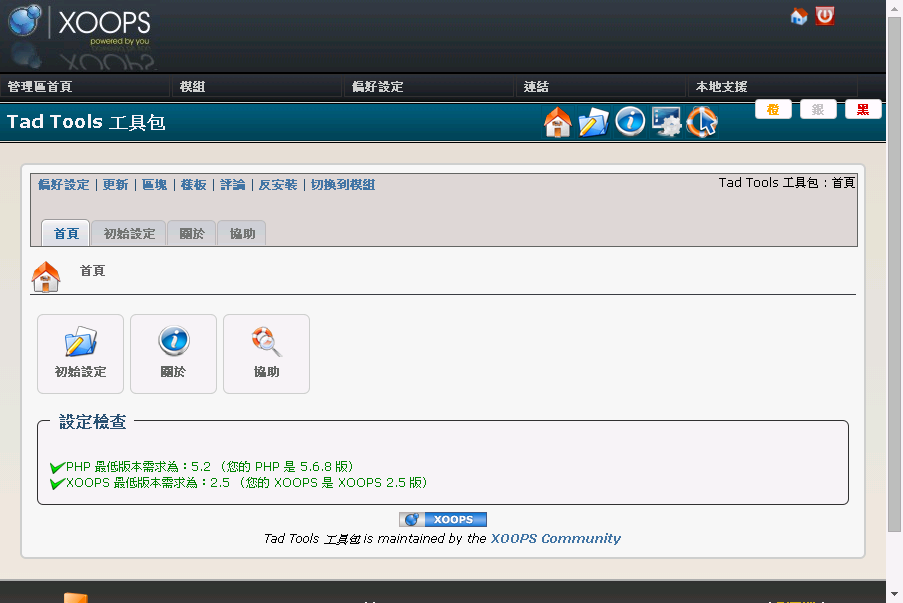 XOOPS
powered by you
管理區首頁 模組 偏好設定 連結 本地支援
Tad Tools 工具包
橙 銀 黑
偏好設定 | 更新 | 區塊 | 樣板 | 評論 | 反安裝 | 切換到模組
Tad Tools 工具包：首頁
首頁 初始設定 關於 協助
首頁
初始設定 關於 協助
設定檢查
PHP 最低版本需求為：5.2 （您的 PHP 是 5.6.8 版）
XOOPS 最低版本需求為：2.5 （您的 XOOPS 是 XOOPS 2.5 版）
XOOPS
Tad Tools 工具包 is maintained by the XOOPS Community